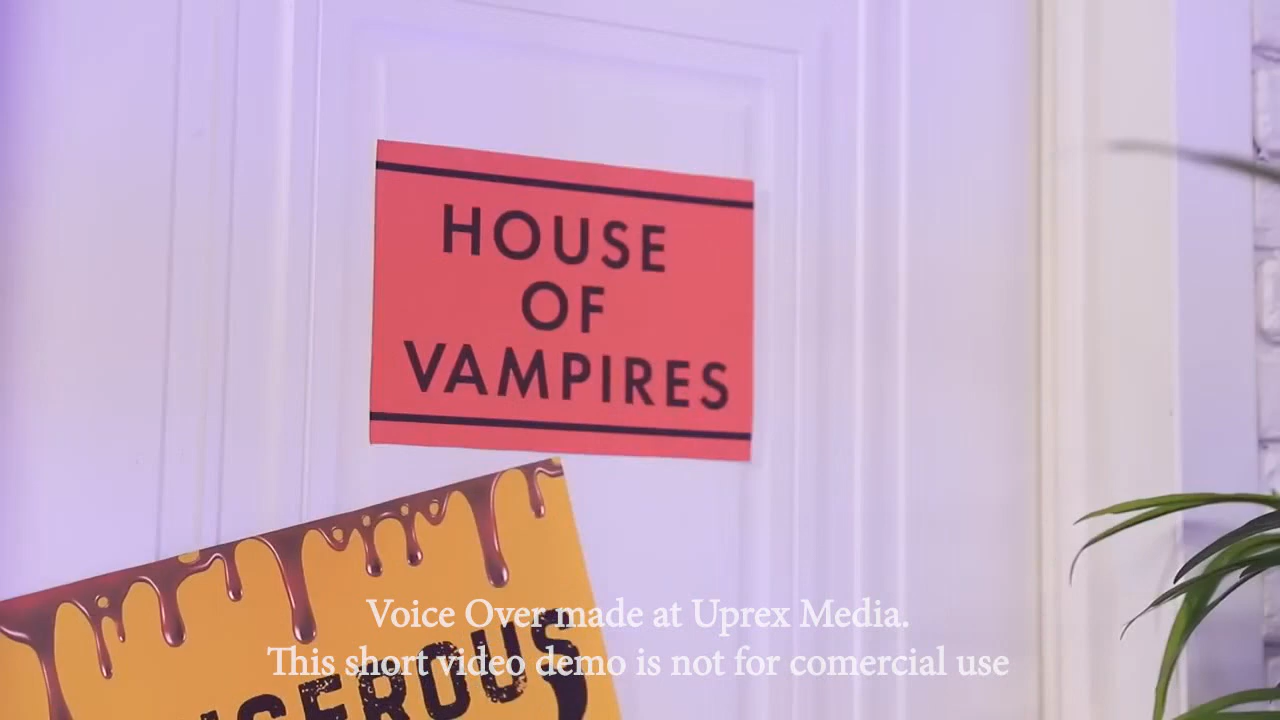 HOUSE
OF
VAMPIRES
Voice Over made at Uprex Media.
This short video demo is not for comercial use